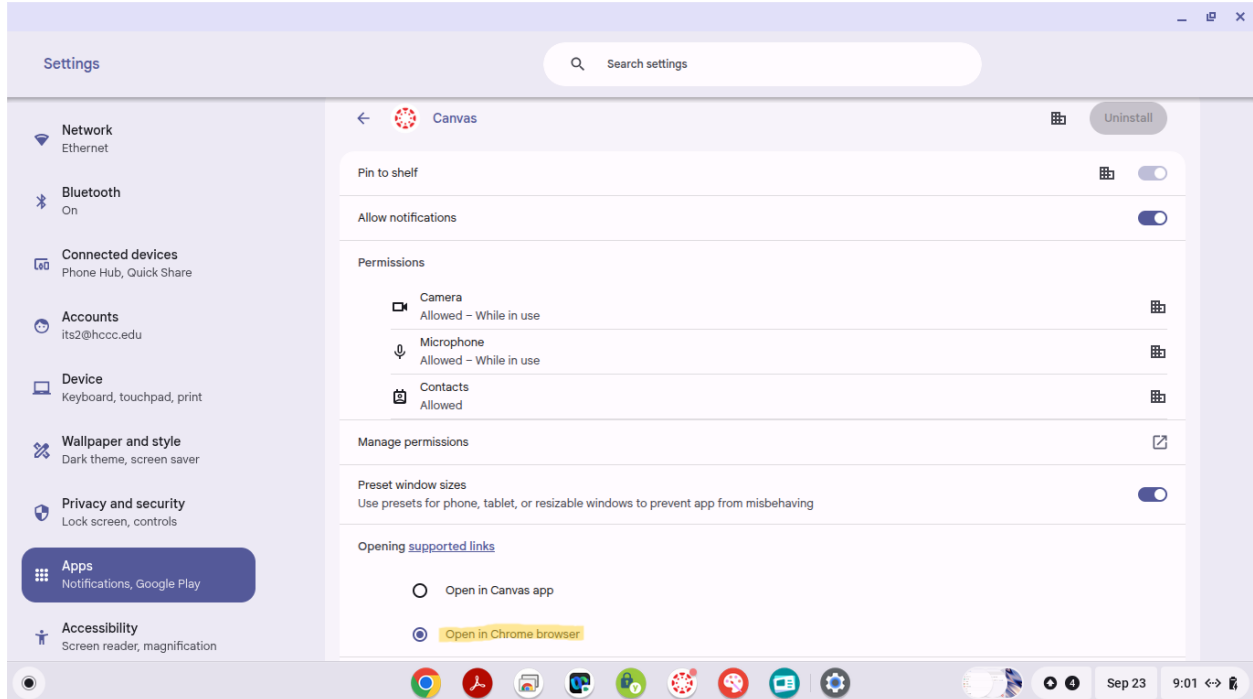 Settings
Search settings
Network
Ethernet
Bluetooth
On
Connected devices
Phone Hub, Quick Share
Accounts
its2@hccc.edu
Device
Keyboard, touchpad, print
Wallpaper and style
Dark theme, screen saver
Privacy and security
Lock screen, controls
Apps
Notifications, Google Play
Accessibility
Screen reader, magnification
Canvas
Uninstall
Pin to shelf
Allow notifications
Permissions
Camera
Allowed – While in use
Microphone
Allowed – While in use
Contacts
Allowed
Manage permissions
Preset window sizes
Use presets for phone, tablet, or resizable windows to prevent app from misbehaving
Opening supported links
Open in Canvas app
Open in Chrome browser
4
Sep 23
9:01